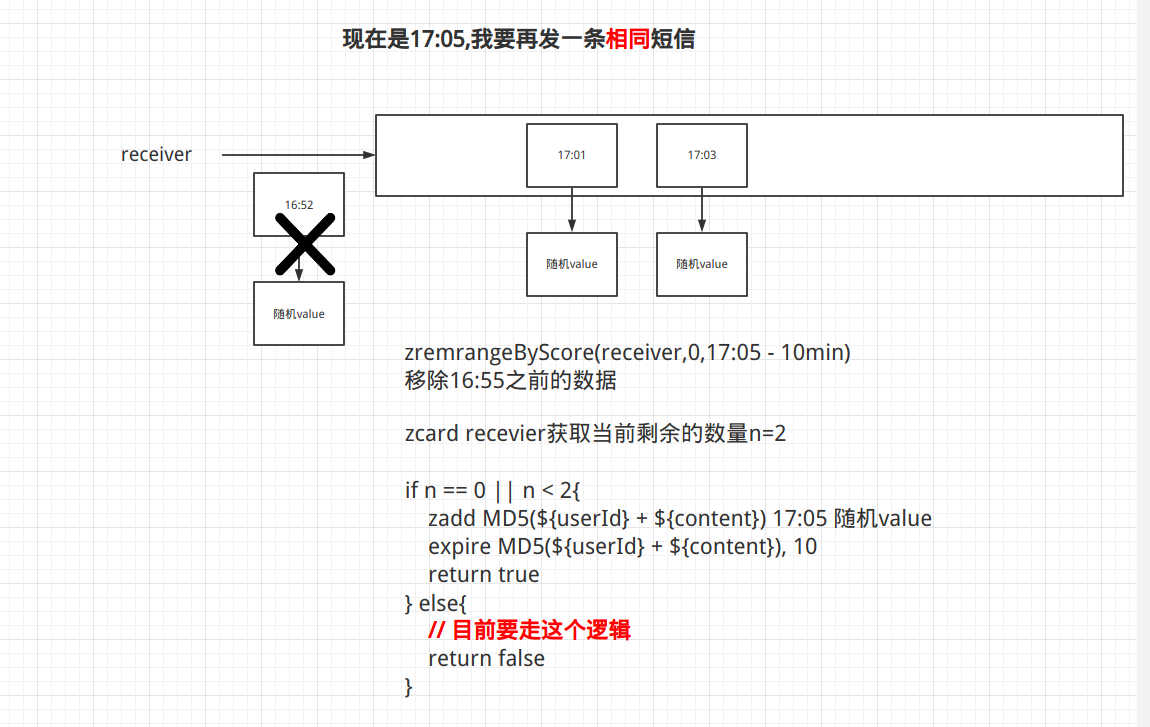 现在是17:05,我要再发一条相同短信
receiver
17:01
17:03
16:52
随机value
随机value
随机value
zremrangeByScore(receiver,0,17:05 - 10min)
移除16:55之前的数据
zcard recevier获取当前剩余的数量n=2
if n == 0 || n < 2{
zadd MD5(${userId} + ${content}) 17:05 随机value
expire MD5(${userId} + ${content}), 10
return true
} else{
// 目前要走这个逻辑
return false
}